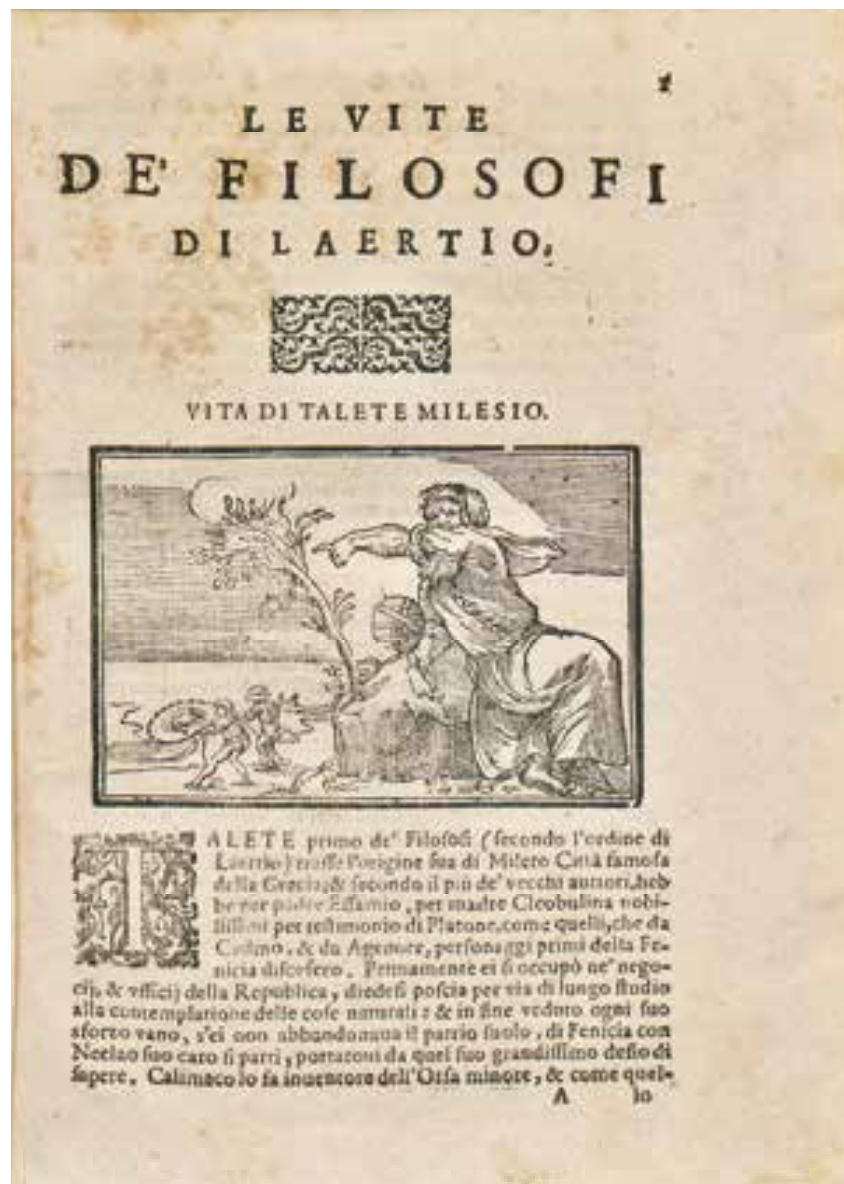 1
LE VITE
DE' FILOSOFI
DI LAERTIO.
VITA DI TALETE MILESIO.
TALETE primo de' Filosofi (secondo l'ordine di
Laertio) trasse l'origine sua di Mileto Città famosa
della Grecia, & secondo il più de' vecchi auttori, heb-
be per padre Essamio, per madre Cleobulina nobi-
lissimi per testimonio di Platone, come quelli, che da
Cadmo, & da Agenore, personaggi primi della Fe-
nicia discesero. Primamente ei si occupò ne' nego-
cij, & vfficij della Republica, diedesi poscia per via di lungo studio
alla contemplatione delle cose naturali: & in fine veduto ogni suo
sforzo vano, s'ei non abbandonaua il patrio suolo, di Fenicia con
Neelao suo caro si partì, portatoui da quel suo grandissimo desio di
sapere. Calimaco lo fa inuentore dell'Orsa minore, & come quel-
A lo